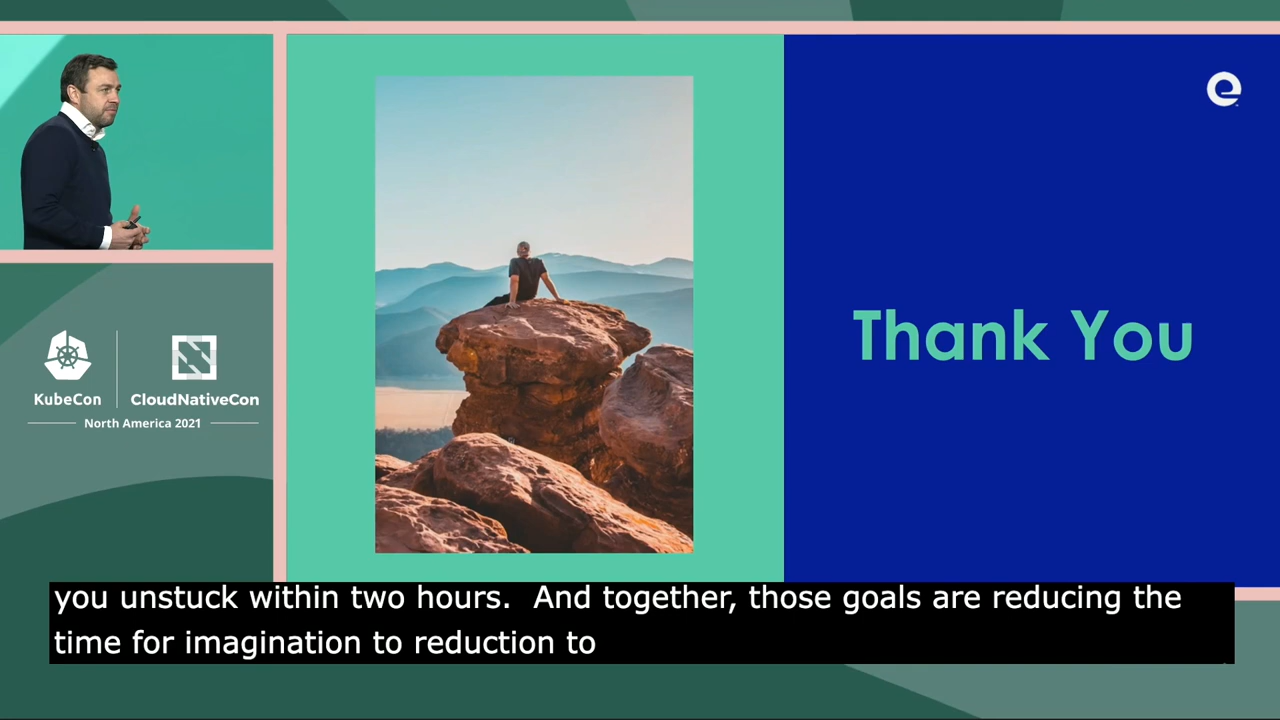 KubeCon
CloudNativeCon
North America 2021
Thank You
you unstuck within two hours.  And together, those goals are reducing the
time for imagination to reduction to